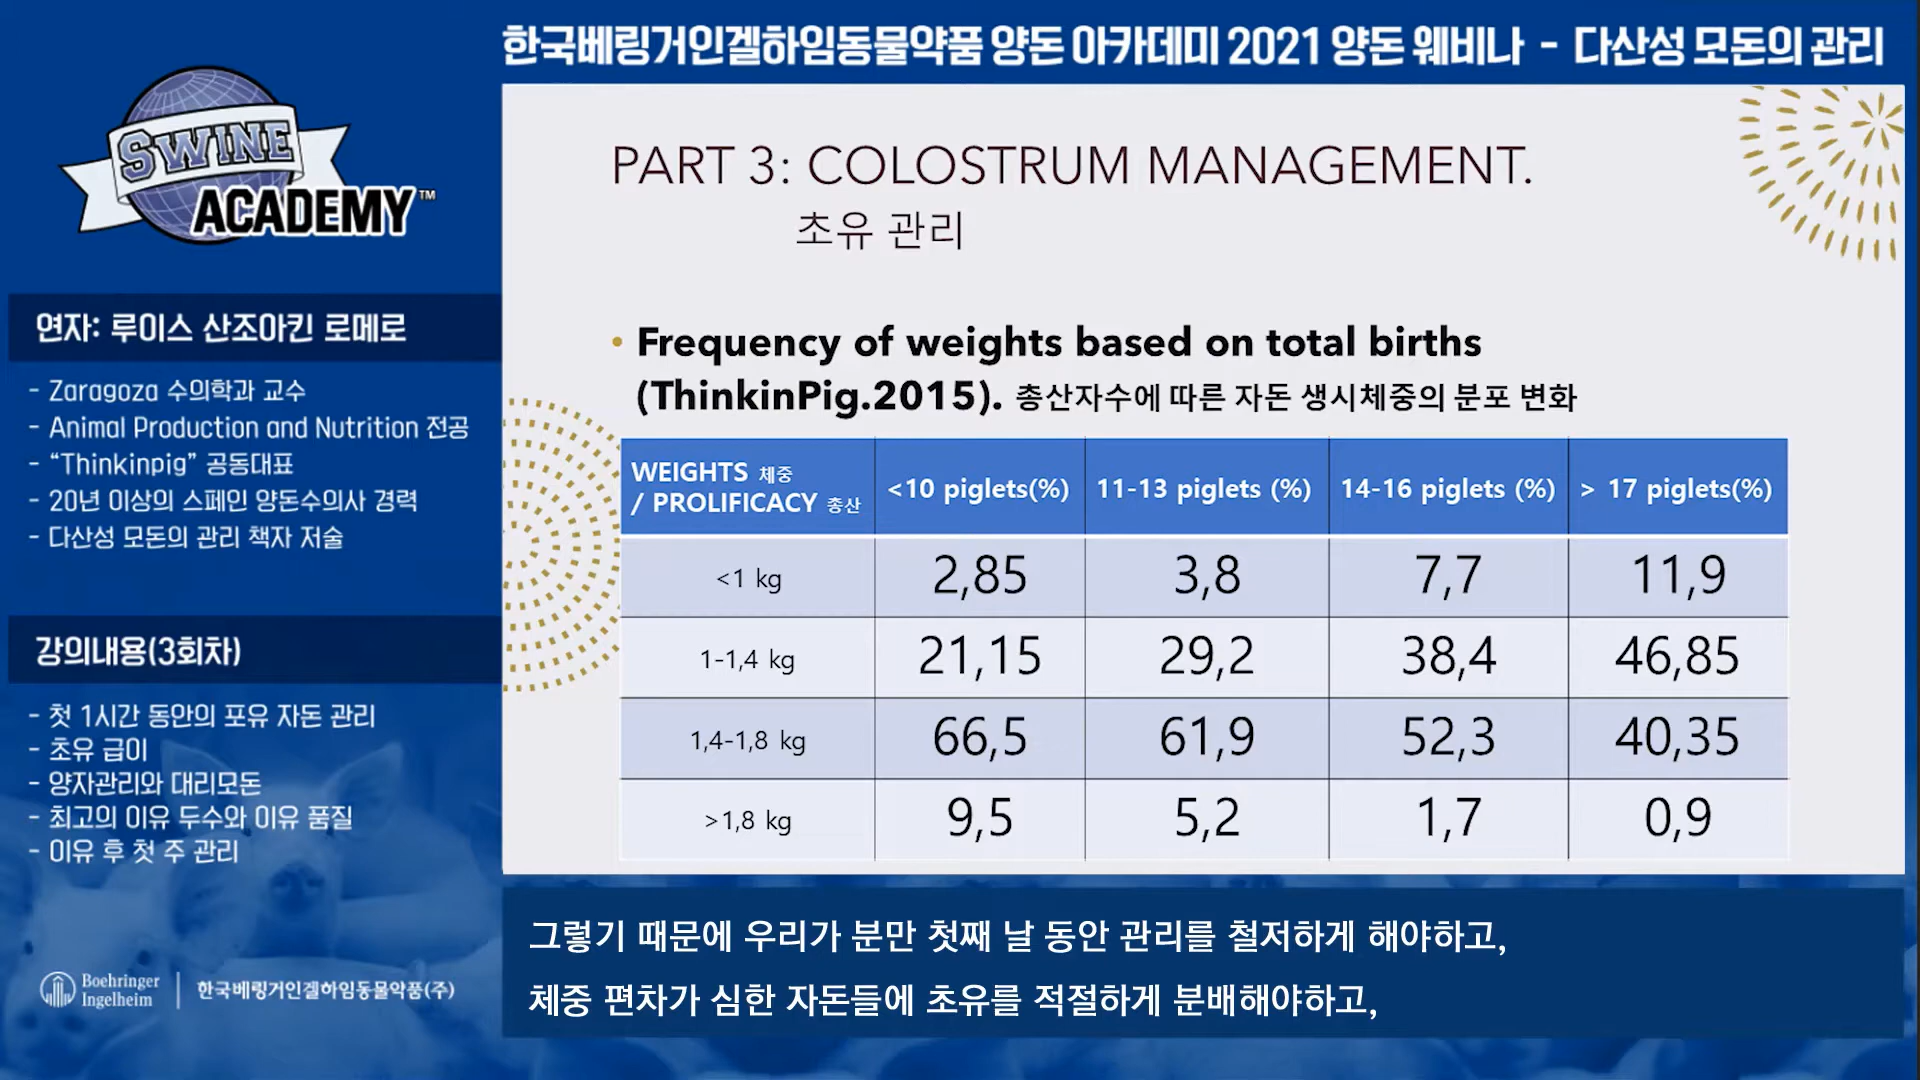 한국베링거인겔하임동물약품 양돈 아카데미 2021 양돈 웨비나 - 다산성 모돈의 관리
SWINE
ACADEMY™
연자: 루이스 산조아킨 로메로
- Zaragoza 수의학과 교수
- Animal Production and Nutrition 전공
- “Thinkinpig” 공동대표
- 20년 이상의 스페인 양돈수의사 경력
- 다산성 모돈의 관리 책자 저술
강의내용(3회차)
- 첫 1시간 동안의 포유 자돈 관리
- 초유 급이
- 양자관리와 대리모돈
- 최고의 이유 두수와 이유 품질
- 이유 후 첫 주 관리
Boehringer
Ingelheim
한국베링거인겔하임동물약품(주)
PART 3: COLOSTRUM MANAGEMENT.
초유 관리
• Frequency of weights based on total births
(ThinkinPig.2015). 총산자수에 따른 자돈 생시체중의 분포 변화
WEIGHTS 체중
/ PROLIFICACY 총산
<10 piglets(%) 11-13 piglets (%) 14-16 piglets (%) > 17 piglets(%)
<1 kg 2,85 3,8 7,7 11,9
1-1,4 kg 21,15 29,2 38,4 46,85
1,4-1,8 kg 66,5 61,9 52,3 40,35
>1,8 kg 9,5 5,2 1,7 0,9
그렇기 때문에 우리가 분만 첫째 날 동안 관리를 철저하게 해야하고,
체중 편차가 심한 자돈들에 초유를 적절하게 분배해야하고,